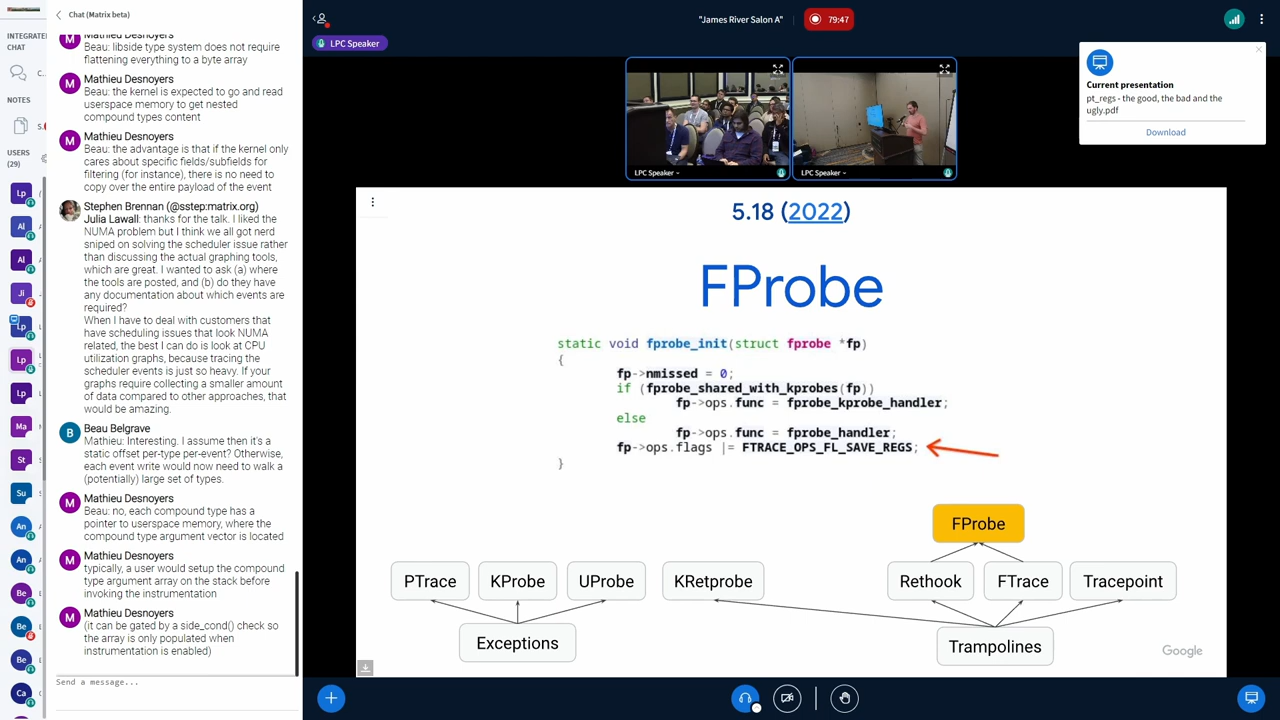 INTEGRATE
CHAT
C..
NOTES
S.
USERS
(29)
Lp
Al
Al
Ji
Lp
Lp
Lp
Ma
St
Su
An
An
Be
Be
Be
Ca
Chat (Matrix beta)
M
Mathieu Desnoyers
Beau: libside type system does not require
flattening everything to a byte array
M
Mathieu Desnoyers
Beau: the kernel is expected to go and read
userspace memory to get nested
compound types content
M
Mathieu Desnoyers
Beau: the advantage is that if the kernel only
cares about specific fields/subfields for
filtering (for instance), there is no need to
copy over the entire payload of the event
Stephen Brennan (@sstep:matrix.org)
Julia Lawall: thanks for the talk. I liked the
NUMA problem but I think we all got nerd
sniped on solving the scheduler issue rather
than discussing the actual graphing tools,
which are great. I wanted to ask (a) where
the tools are posted, and (b) do they have
any documentation about which events are
required?
When I have to deal with customers that
have scheduling issues that look NUMA
related, the best I can do is look at CPU
utilization graphs, because tracing the
scheduler events is just so heavy. If your
graphs require collecting a smaller amount
of data compared to other approaches, that
would be amazing.
B
Beau Belgrave
Mathieu: Interesting. I assume then it's a
static offset per-type per-event? Otherwise,
each event write would now need to walk a
(potentially) large set of types.
M
Mathieu Desnoyers
Beau: no, each compound type has a
pointer to userspace memory, where the
compound type argument vector is located
M
Mathieu Desnoyers
typically, a user would setup the compound
type argument array on the stack before
invoking the instrumentation
M
Mathieu Desnoyers
(it can be gated by a side_cond() check so
the array is only populated when
instrumentation is enabled)
Send a message...
"James River Salon A"
79:47
LPC Speaker
LPC Speaker
LPC Speaker
Current presentation
pt_regs - the good, the bad and the
ugly.pdf
Download
5.18 (2022)
FProbe
static void fprobe_init(struct fprobe *fp)
{
fp->nmissed = 0;
if (fprobe_shared_with_kprobes(fp))
fp->ops.func = fprobe_kprobe_handler;
else
fp->ops.func = fprobe_handler;
fp->ops.flags |= FTRACE_OPS_FL_SAVE_REGS;
}
FProbe
PTrace
KProbe
UProbe
KRetprobe
Rethook
FTrace
Tracepoint
Exceptions
Trampolines
Google